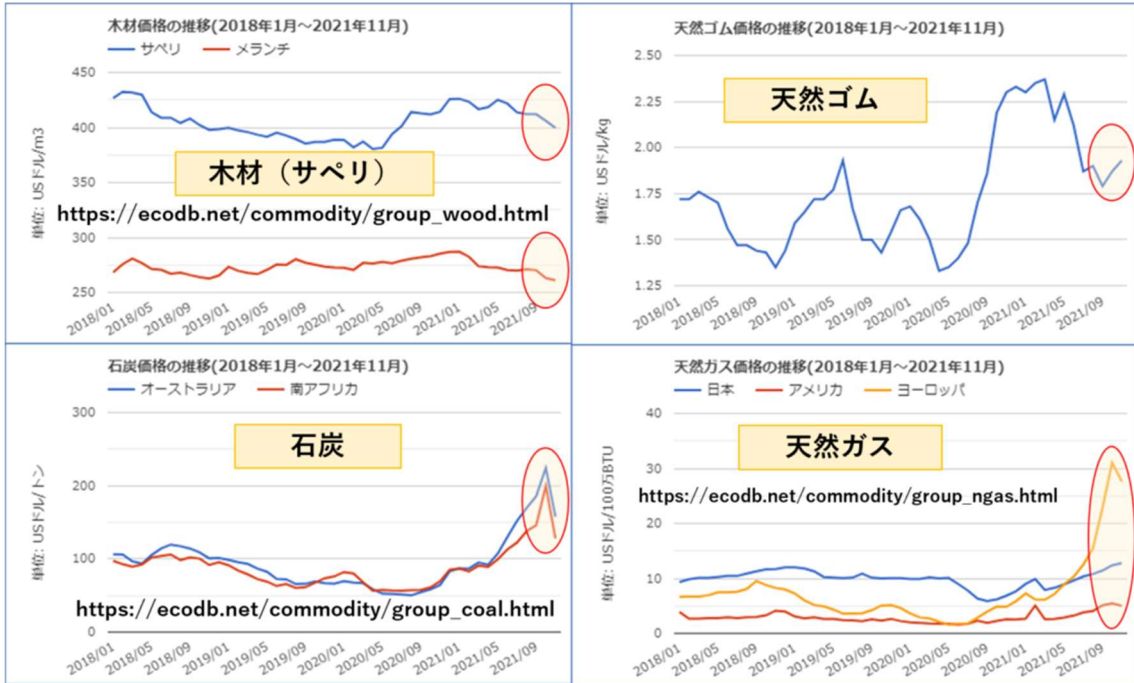 木材価格の推移(2018年1月～2021年11月)
サペリ メランチ
450
400
350
300
250
単位: USドル/m3
木材（サペリ）
https://ecodb.net/commodity/group_wood.html
2018/01 2018/05 2018/09 2019/01 2019/05 2019/09 2020/01 2020/05 2020/09 2021/01 2021/05 2021/09
天然ゴム価格の推移(2018年1月～2021年11月)
2.50
2.25
2.00
1.75
1.50
1.25
単位: USドル/kg
天然ゴム
2018/01 2018/05 2018/09 2019/01 2019/05 2019/09 2020/01 2020/05 2020/09 2021/01 2021/05 2021/09
石炭価格の推移(2018年1月～2021年11月)
オーストラリア 南アフリカ
300
200
100
0
単位: USドル/トン
石炭
https://ecodb.net/commodity/group_coal.html
2018/01 2018/05 2018/09 2019/01 2019/05 2019/09 2020/01 2020/05 2020/09 2021/01 2021/05 2021/09
天然ガス価格の推移(2018年1月～2021年11月)
日本 アメリカ ヨーロッパ
40
30
20
10
0
単位: USドル/100万BTU
天然ガス
https://ecodb.net/commodity/group_ngas.html
2018/01 2018/05 2018/09 2019/01 2019/05 2019/09 2020/01 2020/05 2020/09 2021/01 2021/05 2021/09